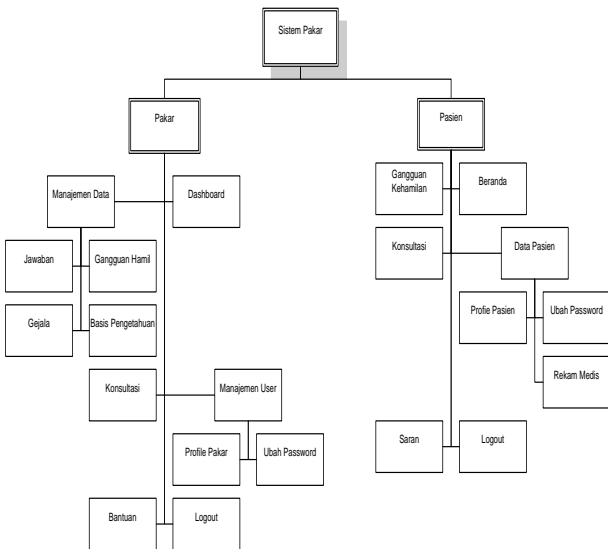 Sistem Pakar
Pakar
Pasien
Gangguan
Kehamilan
Beranda
Manajemen Data
Dashboard
Konsultasi
Data Pasien
Jawaban
Gangguan Hamil
Gejala
Basis Pengetahuan
Profie Pasien
Ubah Password
Rekam Medis
Konsultasi
Manajemen User
Profile Pakar
Ubah Password
Saran
Logout
Bantuan
Logout